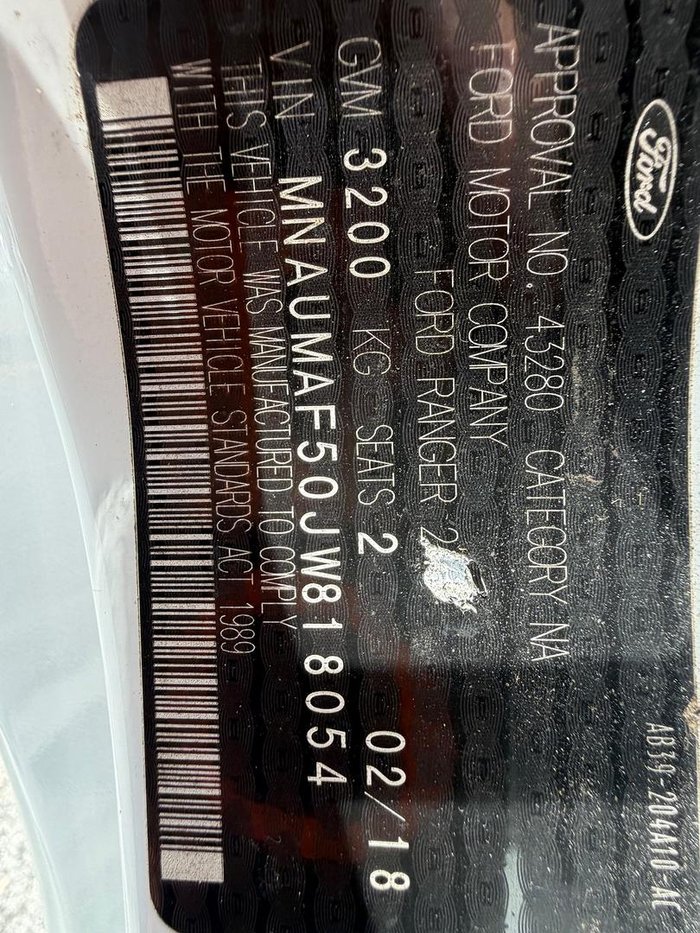 Ford
AB39-204A10-AE
APPROVAL NO. 43280 CATEGORY NA
FORD MOTOR COMPANY
FORD RANGER
GVM 3200 KG SEATS 2 02/18
VIN MNAUMAF50JW818054
THIS VEHICLE WAS MANUFACTURED TO COMPLY
WITH THE MOTOR VEHICLE STANDARDS ACT 1989